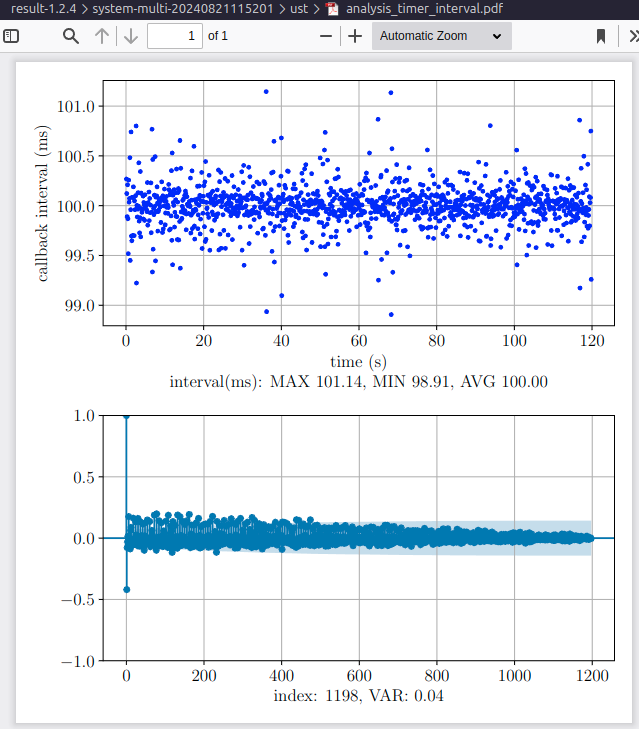 result-1.2.4 › system-multi-20240821115201 › ust › analysis_timer_interval.pdf
1 of 1 Automatic Zoom
101.0
100.5
100.0
99.5
99.0
callback interval (ms)
0 20 40 60 80 100 120
time (s)
interval(ms): MAX 101.14, MIN 98.91, AVG 100.00
1.0
0.5
0.0
−0.5
−1.0
0 200 400 600 800 1000 1200
index: 1198, VAR: 0.04